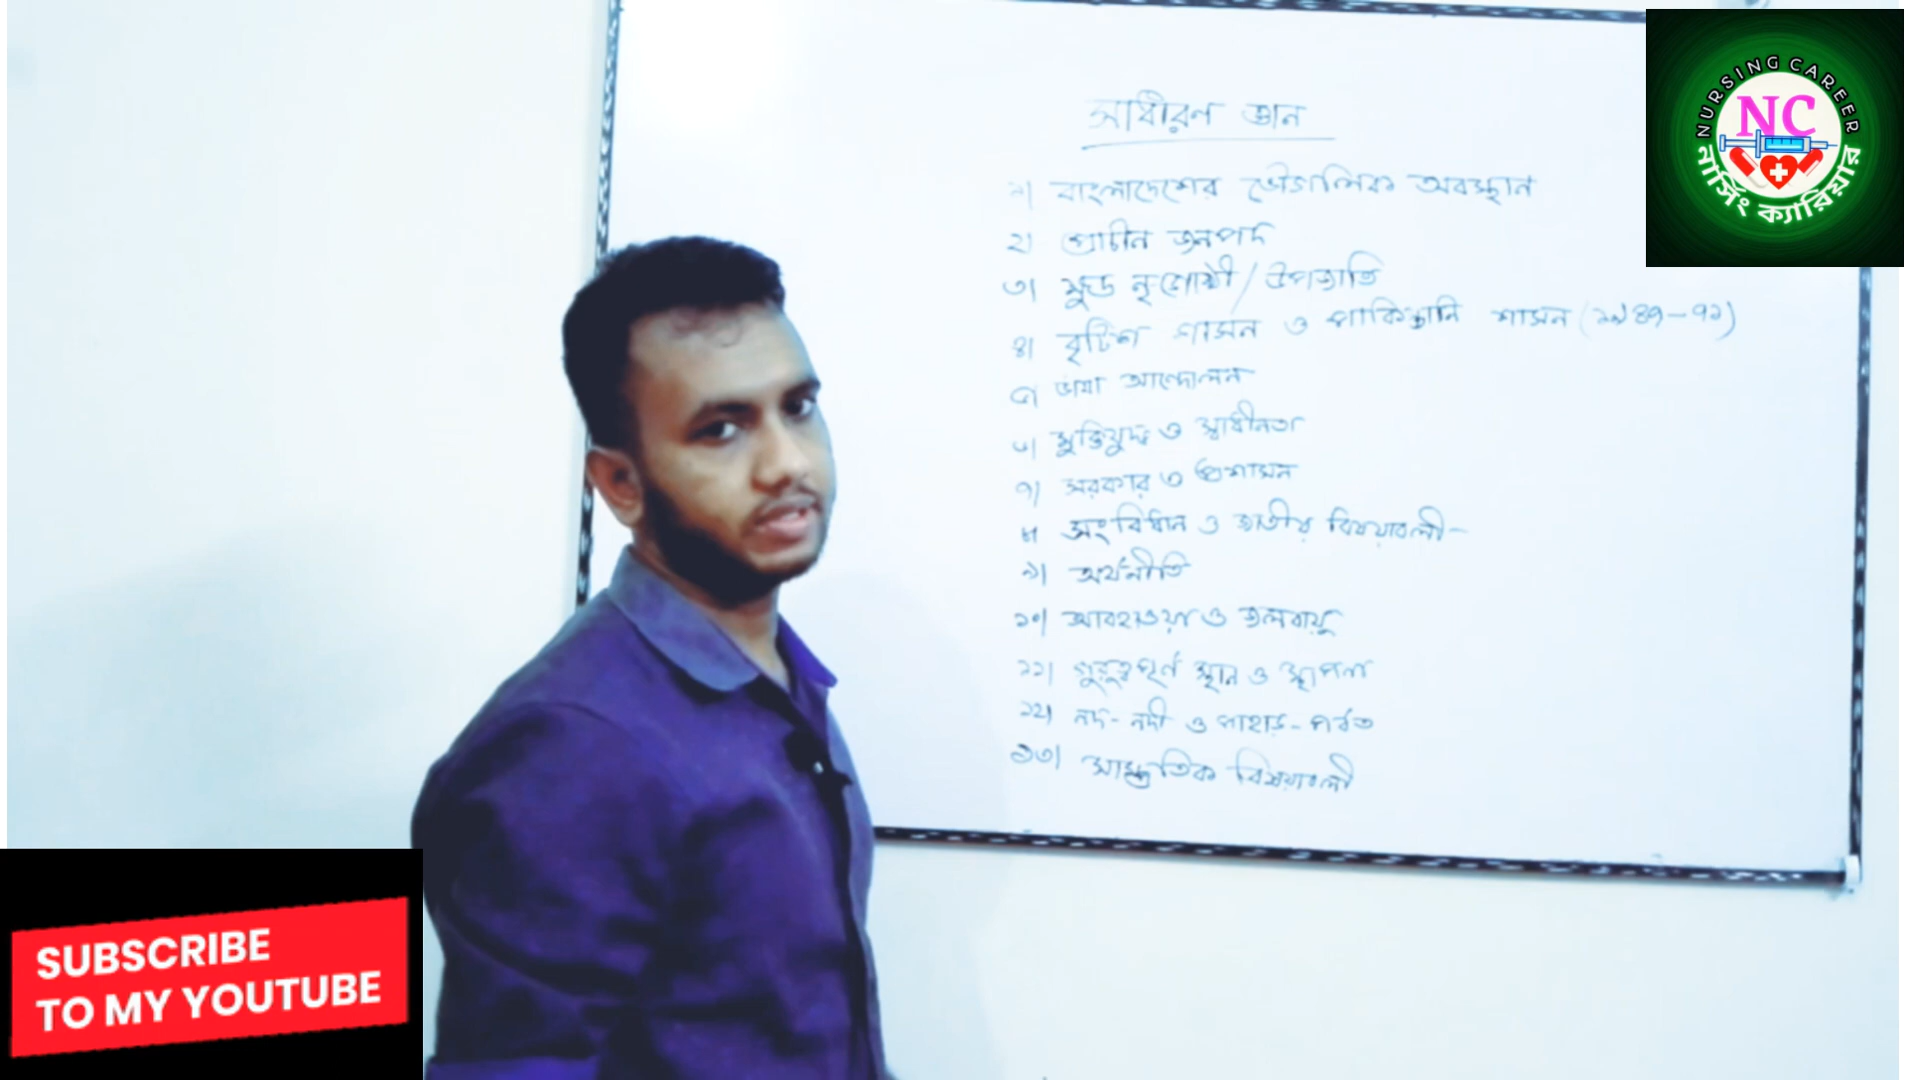 সাধারণ জ্ঞান
১। বাংলাদেশের ভৌগলিক অবস্থান
২। প্রাচীন জনপদ
৩। ক্ষুদ্র নৃগোষ্ঠী / উপজাতি
৪। বৃটিশ শাসন ও পাকিস্তানি শাসন (১৯৪৭-৭১)
৫। ভাষা আন্দোলন
৬। মুক্তিযুদ্ধ ও স্বাধীনতা
৭। সরকার ও প্রশাসন
৮। সংবিধান ও জাতীয় বিষয়াবলী-
৯। অর্থনীতি
১০। আবহাওয়া ও জলবায়ু
১১। গুরুত্বপূর্ণ স্থান ও স্থাপনা
১২। নদ-নদী ও পাহাড়-পর্বত
১৩। সাম্প্রতিক বিষয়াবলী
NURSING CAREER
NC
নার্সিং ক্যারিয়ার
SUBSCRIBE
TO MY YOUTUBE